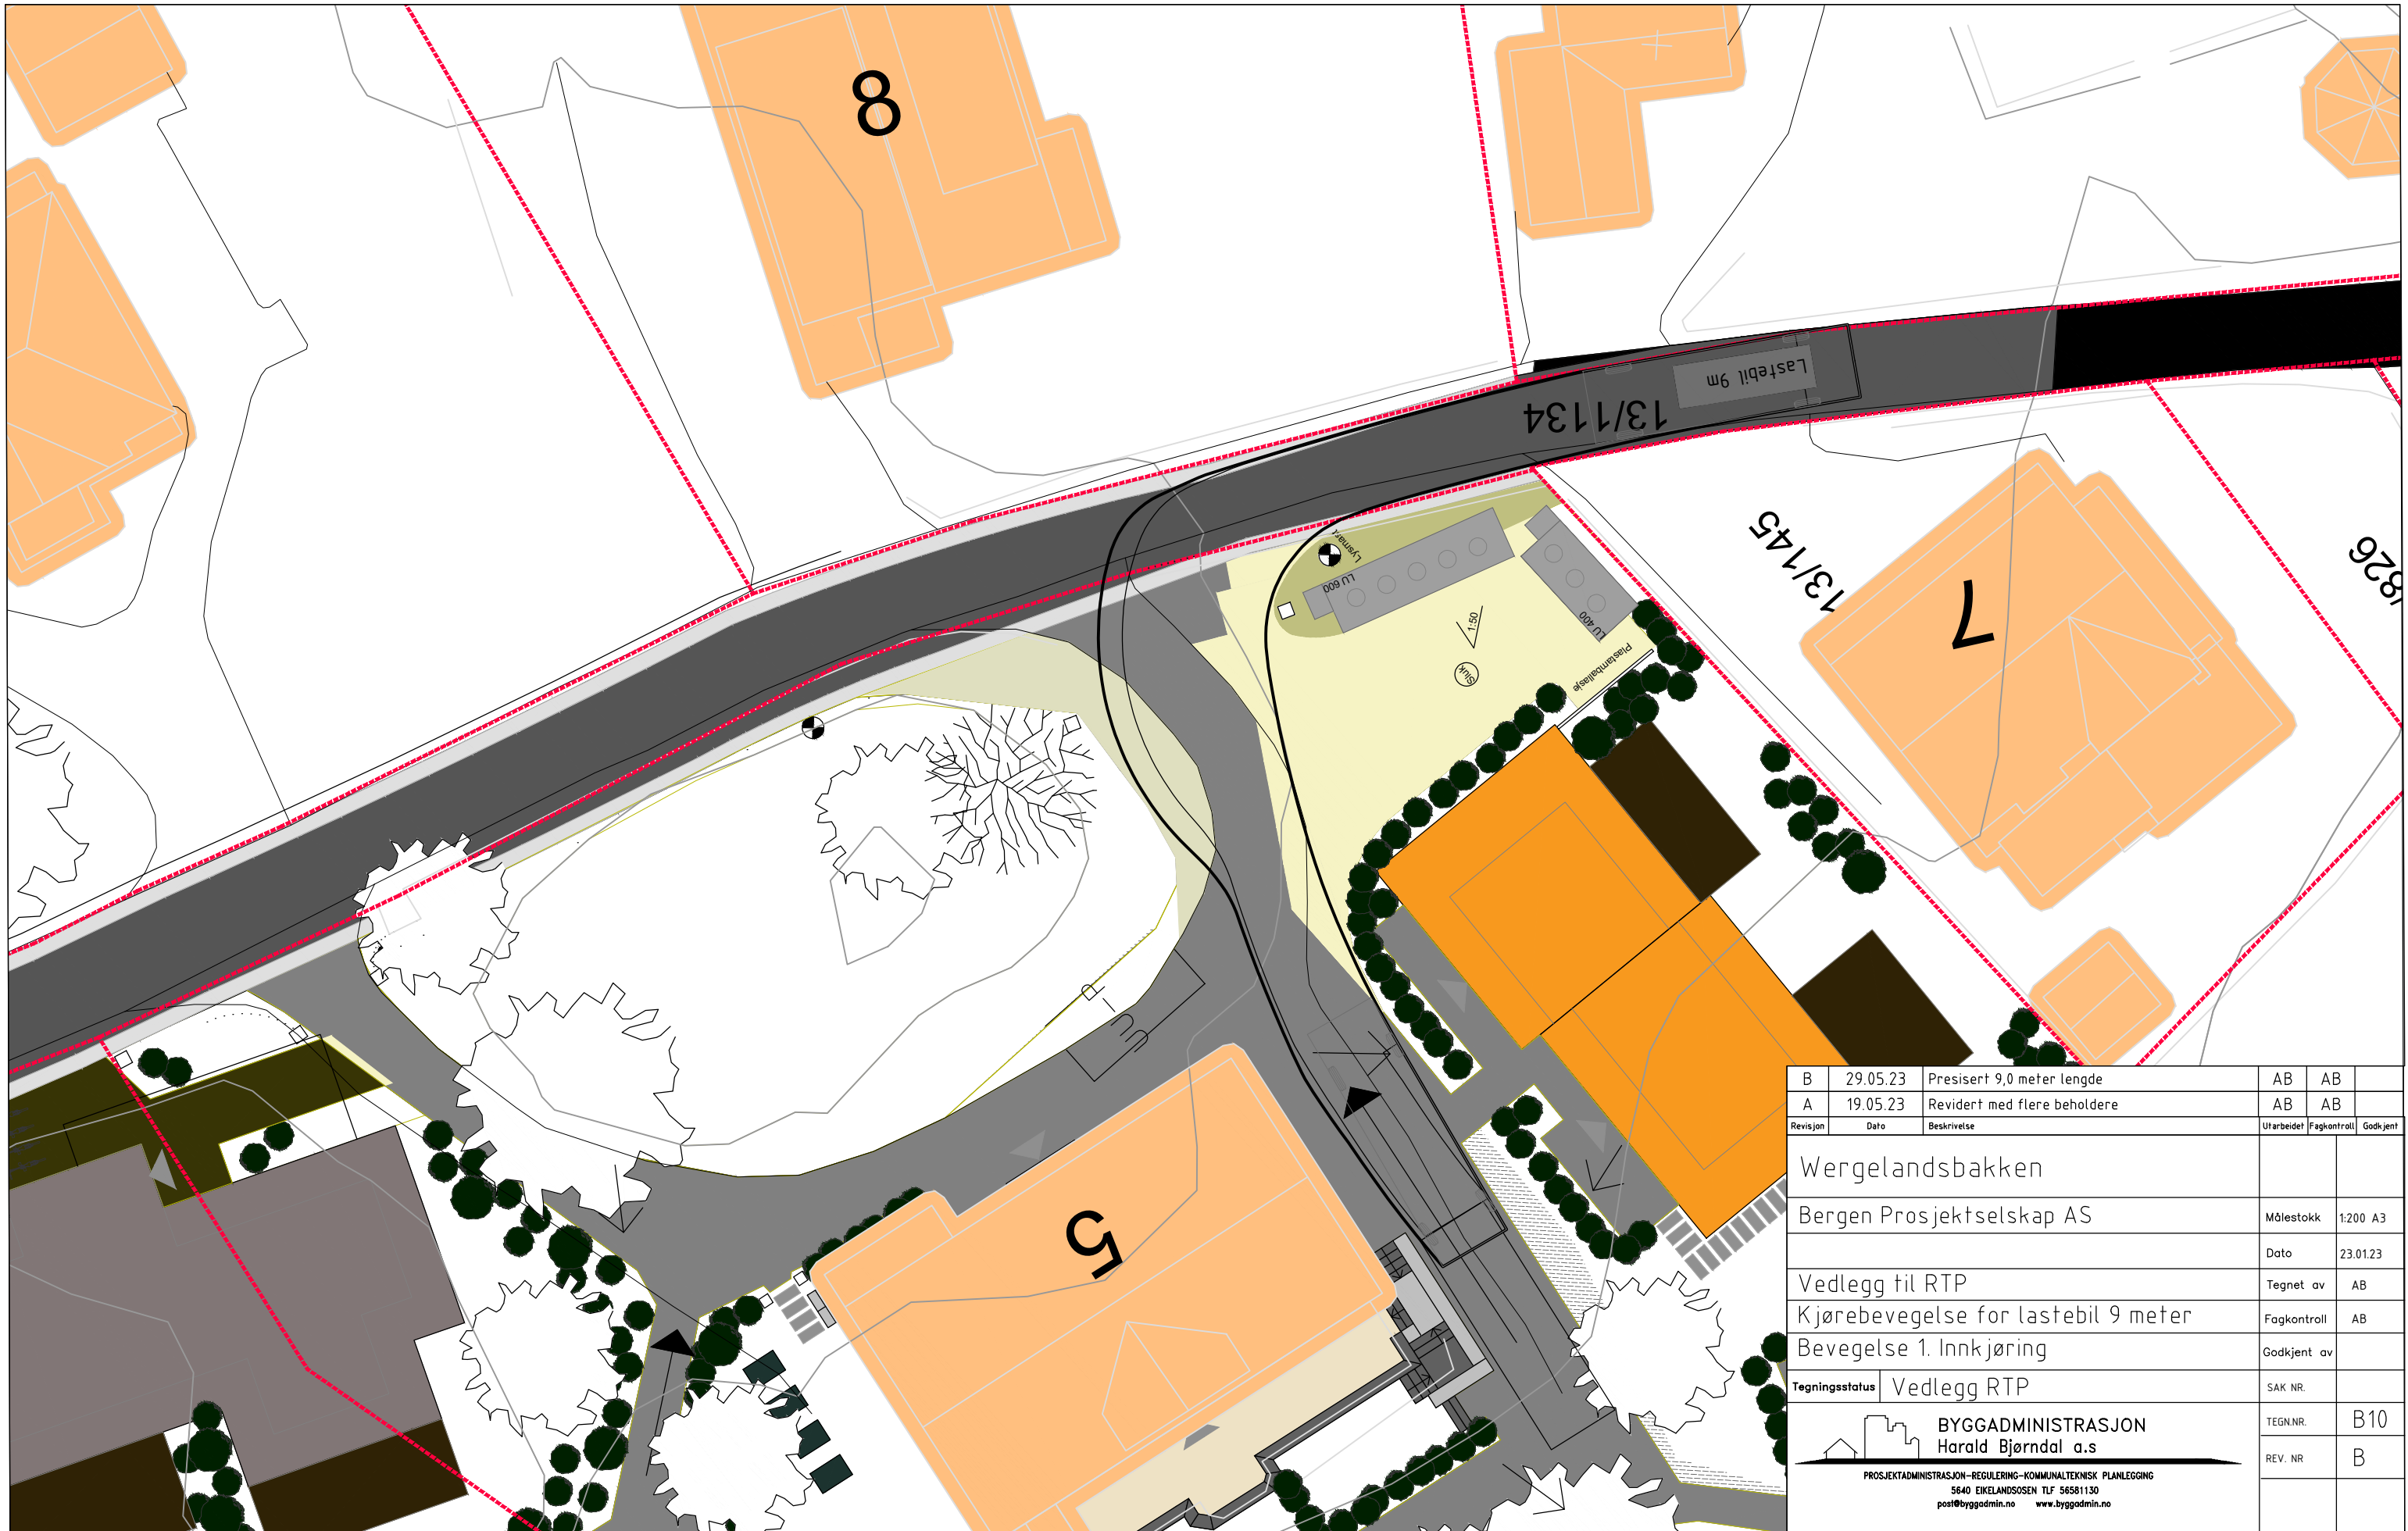 8
Lastebil 9m
13/1134
13/145
7
Lysmast
LU 600
LU 400
1:50
Sluk
Plastemballasje
5
B 29.05.23 Presisert 9,0 meter lengde AB AB
A 19.05.23 Revidert med flere beholdere AB AB
Revisjon Dato Beskrivelse Utarbeidet Fagkontroll Godkjent
Wergelandsbakken
Bergen Prosjektselskap AS Målestokk 1:200 A3
Dato 23.01.23
Vedlegg til RTP Tegnet av AB
Kjørebevegelse for lastebil 9 meter Fagkontroll AB
Bevegelse 1. Innkjøring Godkjent av
Tegningsstatus Vedlegg RTP SAK NR.
BYGGADMINISTRASJON TEGN.NR. B10
Harald Bjørndal a.s
REV. NR B
PROSJEKTADMINISTRASJON-REGULERING-KOMMUNALTEKNISK PLANLEGGING
5640 EIKELANDSOSEN TLF 56581130
post@byggadmin.no www.byggadmin.no